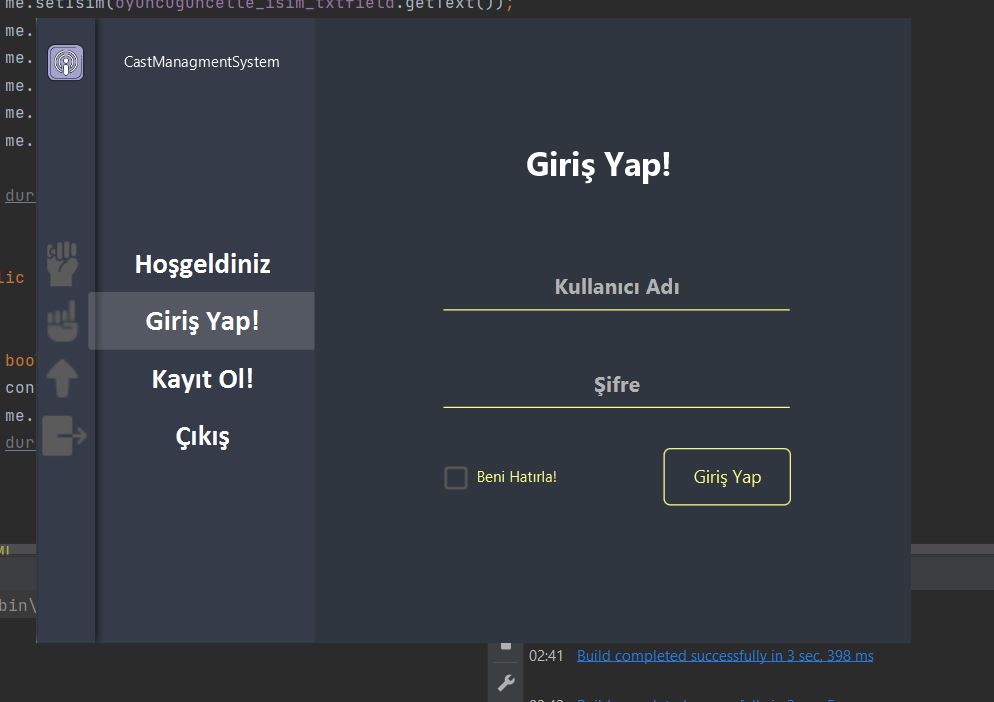 me.setIsim(oyuncuguncelle_isim_txtfield.getText());
me.
me.
me.
me.
me.
dur
lic
boo
con
me.
dur
bin\
CastManagmentSystem
Hoşgeldiniz
Giriş Yap!
Kayıt Ol!
Çıkış
Giriş Yap!
Kullanıcı Adı
Şifre
Beni Hatırla!
Giriş Yap
02:41 Build completed successfully in 3 sec, 398 ms